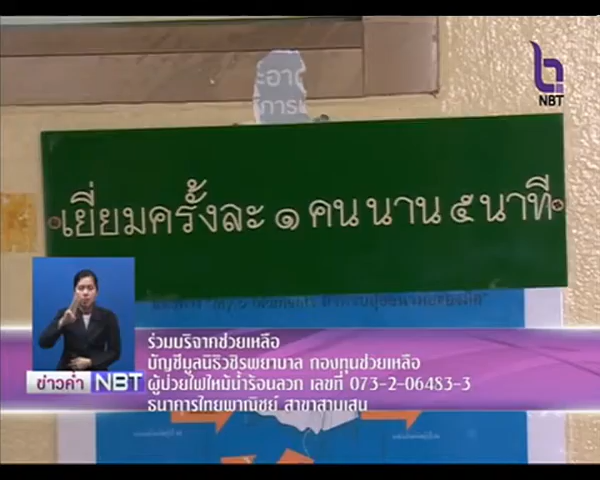 ะอาด
NBT
เยี่ยมครั้งละ ๑ คน นาน ๕ นาที
ร่วมบริจาคช่วยเหลือ
บัญชีมูลนิธิวชิรพยาบาล กองทุนช่วยเหลือ
ผู้ป่วยไฟไหม้น้ำร้อนลวก เลขที่ 073-2-06483-3
ธนาคารไทยพาณิชย์ สาขาสามเสน
ข่าวค่ำ NBT